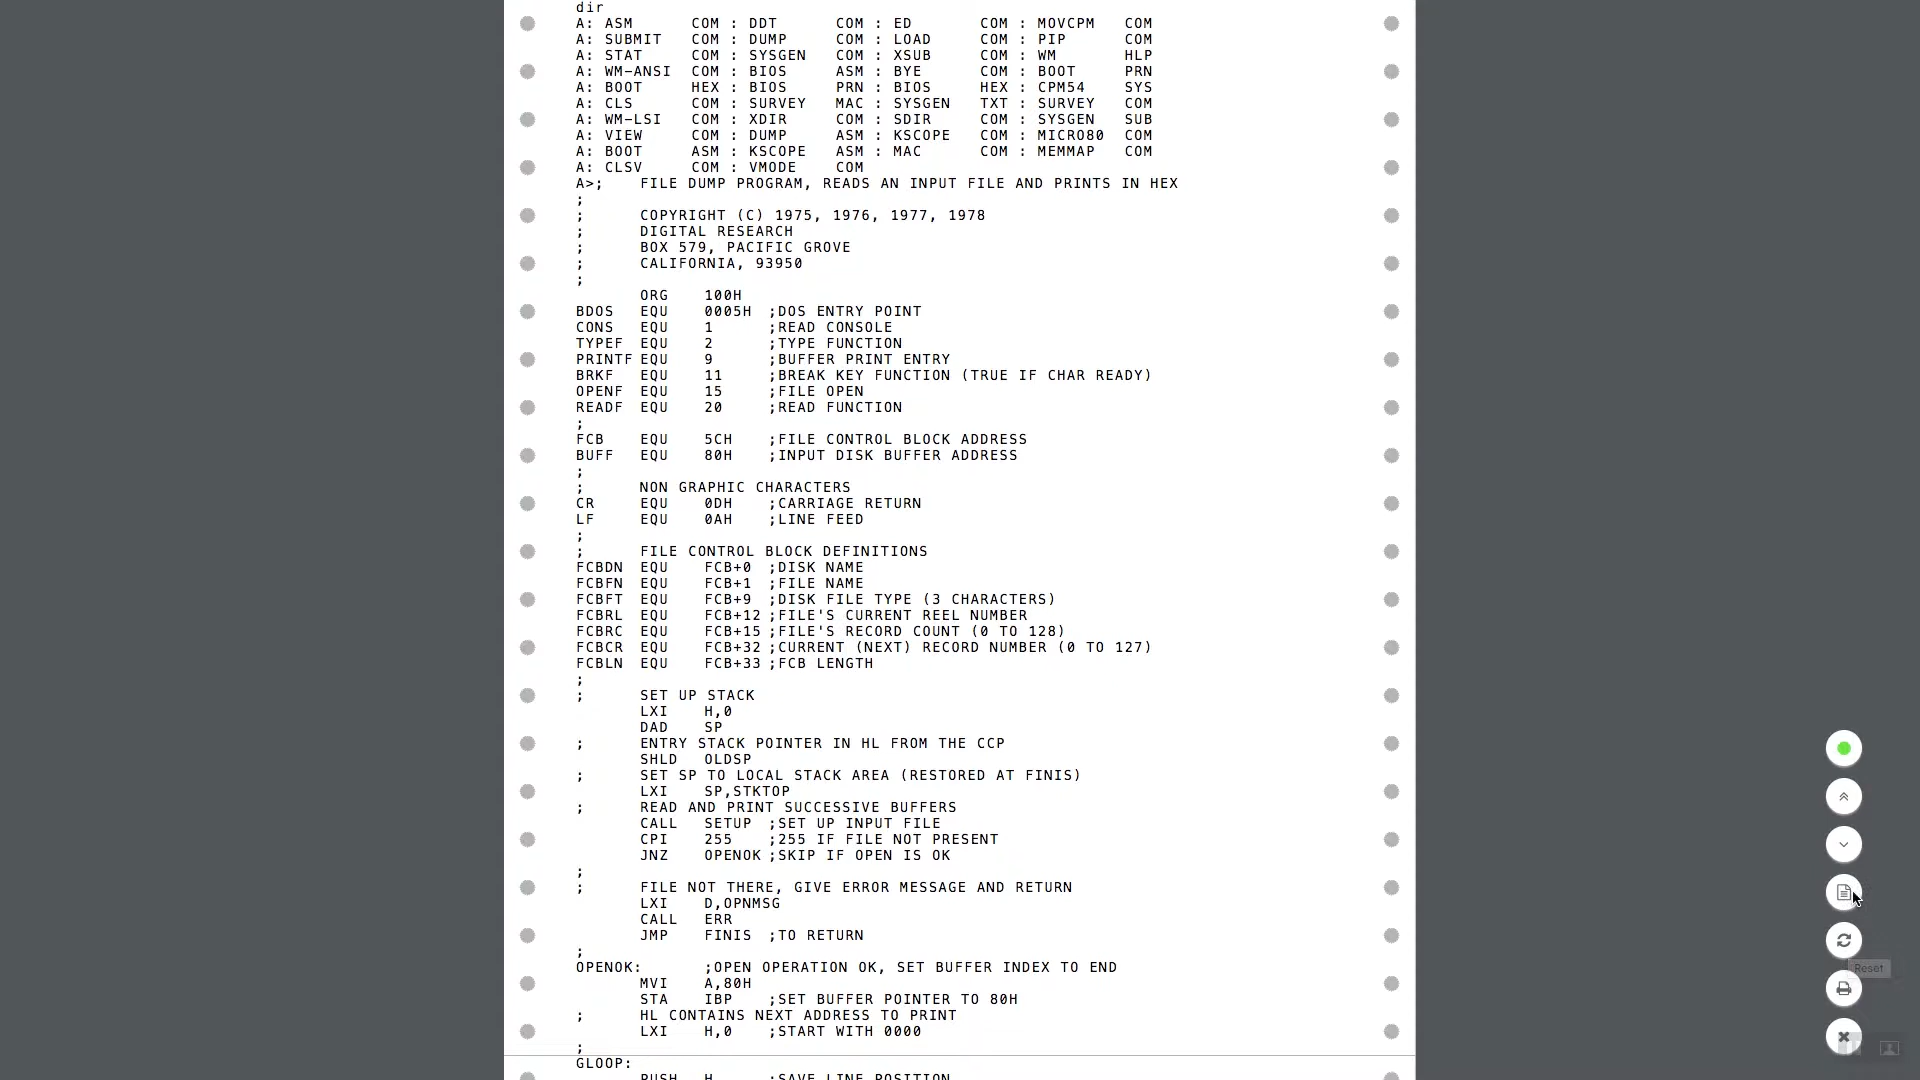 dir
A: ASM      COM : DDT      COM : ED       COM : MOVCPM   COM
A: SUBMIT   COM : DUMP     COM : LOAD     COM : PIP      COM
A: STAT     COM : SYSGEN   COM : XSUB     COM : WM       HLP
A: WM-ANSI  COM : BIOS     ASM : BYE      COM : BOOT     PRN
A: BOOT     HEX : BIOS     PRN : BIOS     HEX : CPM54    SYS
A: CLS      COM : SURVEY   MAC : SYSGEN   TXT : SURVEY   COM
A: WM-LSI   COM : XDIR     COM : SDIR     COM : SYSGEN   SUB
A: VIEW     COM : DUMP     ASM : KSCOPE   COM : MICRO80  COM
A: BOOT     ASM : KSCOPE   ASM : MAC      COM : MEMMAP   COM
A: CLSV     COM : VMODE    COM
A>;    FILE DUMP PROGRAM, READS AN INPUT FILE AND PRINTS IN HEX
;
;      COPYRIGHT (C) 1975, 1976, 1977, 1978
;      DIGITAL RESEARCH
;      BOX 579, PACIFIC GROVE
;      CALIFORNIA, 93950
;
       ORG    100H
BDOS   EQU    0005H  ;DOS ENTRY POINT
CONS   EQU    1      ;READ CONSOLE
TYPEF  EQU    2      ;TYPE FUNCTION
PRINTF EQU    9      ;BUFFER PRINT ENTRY
BRKF   EQU    11     ;BREAK KEY FUNCTION (TRUE IF CHAR READY)
OPENF  EQU    15     ;FILE OPEN
READF  EQU    20     ;READ FUNCTION
;
FCB    EQU    5CH    ;FILE CONTROL BLOCK ADDRESS
BUFF   EQU    80H    ;INPUT DISK BUFFER ADDRESS
;
;      NON GRAPHIC CHARACTERS
CR     EQU    0DH    ;CARRIAGE RETURN
LF     EQU    0AH    ;LINE FEED
;
;      FILE CONTROL BLOCK DEFINITIONS
FCBDN  EQU    FCB+0  ;DISK NAME
FCBFN  EQU    FCB+1  ;FILE NAME
FCBFT  EQU    FCB+9  ;DISK FILE TYPE (3 CHARACTERS)
FCBRL  EQU    FCB+12 ;FILE'S CURRENT REEL NUMBER
FCBRC  EQU    FCB+15 ;FILE'S RECORD COUNT (0 TO 128)
FCBCR  EQU    FCB+32 ;CURRENT (NEXT) RECORD NUMBER (0 TO 127)
FCBLN  EQU    FCB+33 ;FCB LENGTH
;
;      SET UP STACK
       LXI    H,0
       DAD    SP
;      ENTRY STACK POINTER IN HL FROM THE CCP
       SHLD   OLDSP
;      SET SP TO LOCAL STACK AREA (RESTORED AT FINIS)
       LXI    SP,STKTOP
;      READ AND PRINT SUCCESSIVE BUFFERS
       CALL   SETUP  ;SET UP INPUT FILE
       CPI    255    ;255 IF FILE NOT PRESENT
       JNZ    OPENOK ;SKIP IF OPEN IS OK
;
;      FILE NOT THERE, GIVE ERROR MESSAGE AND RETURN
       LXI    D,OPNMSG
       CALL   ERR
       JMP    FINIS  ;TO RETURN
;
OPENOK:       ;OPEN OPERATION OK, SET BUFFER INDEX TO END
       MVI    A,80H
       STA    IBP    ;SET BUFFER POINTER TO 80H
;      HL CONTAINS NEXT ADDRESS TO PRINT
       LXI    H,0    ;START WITH 0000
;
GLOOP:
       PUSH   H      ;SAVE LINE POSITION
Reset